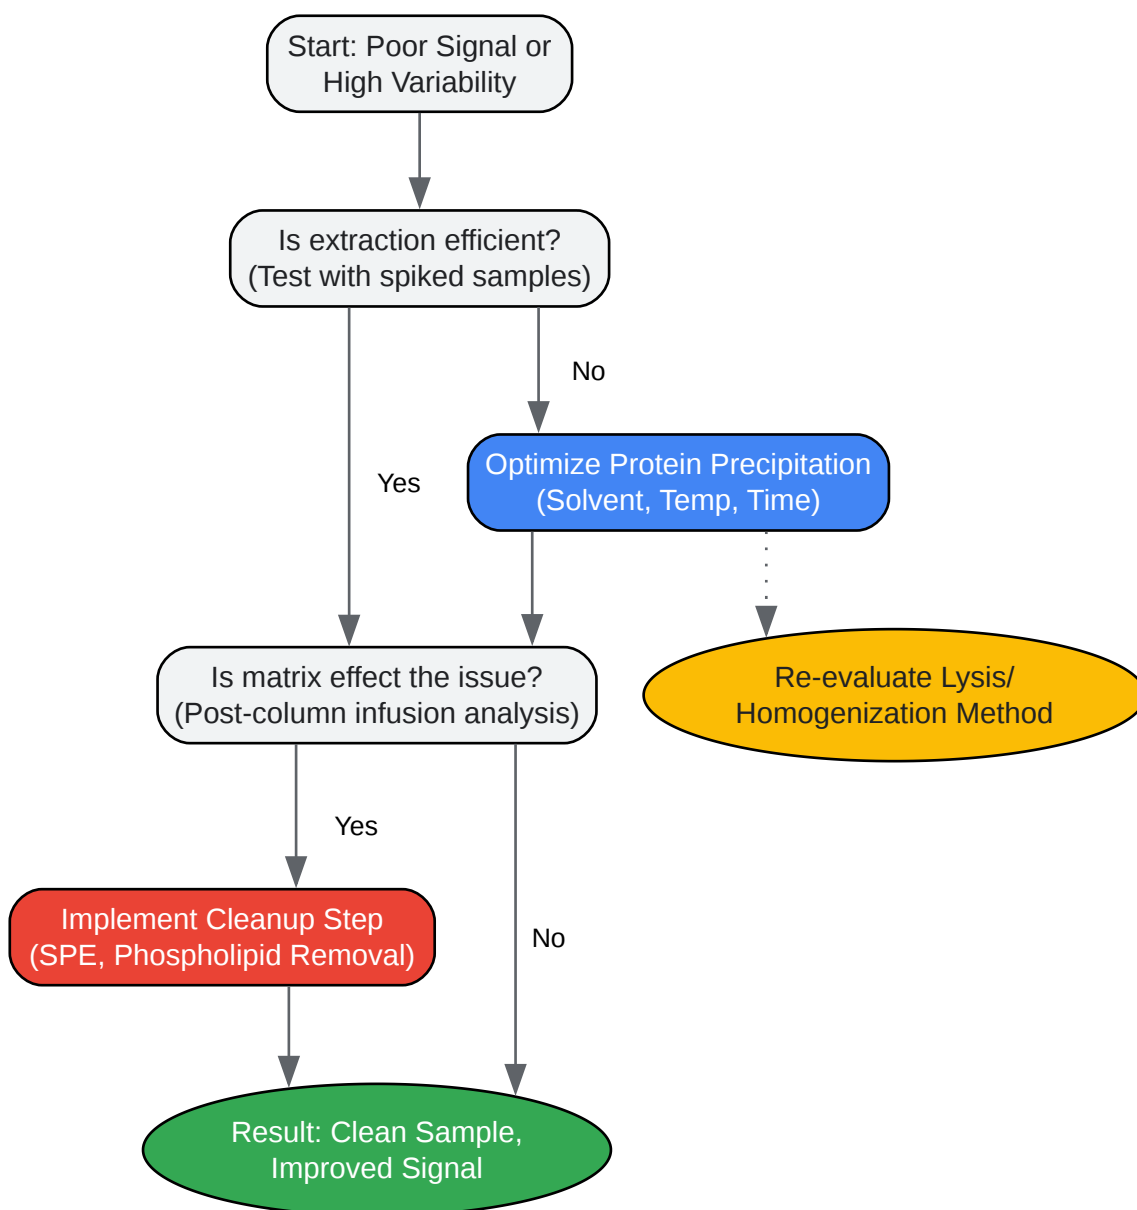 Start: Poor Signal or
High Variability
Is extraction efficient?
(Test with spiked samples)
No
Optimize Protein Precipitation
(Solvent, Temp, Time)
Yes
Is matrix effect the issue?
(Post-column infusion analysis)
Re-evaluate Lysis/
Homogenization Method
Yes
Implement Cleanup Step
(SPE, Phospholipid Removal)
No
Result: Clean Sample,
Improved Signal